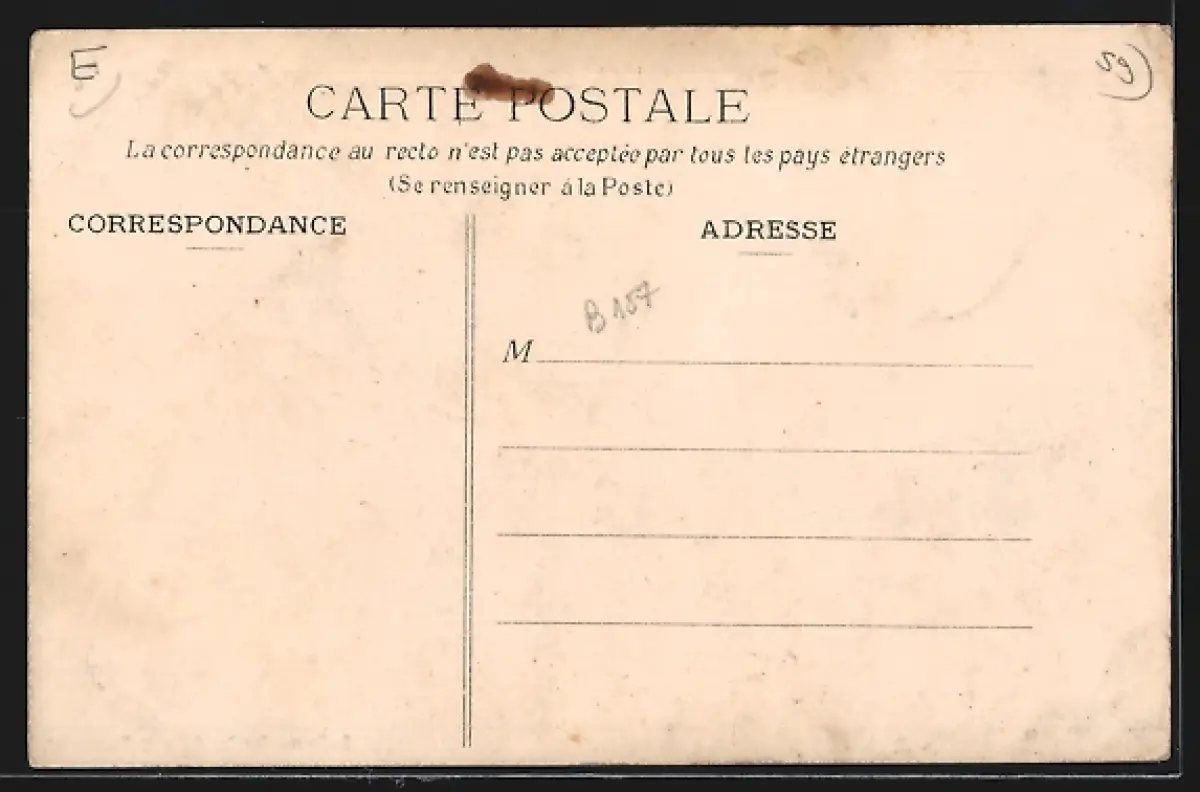 E
59
CARTE POSTALE
La correspondance au recto n'est pas acceptée par tous les pays étrangers
(Se renseigner à la Poste)
CORRESPONDANCE
ADRESSE
B 157
M